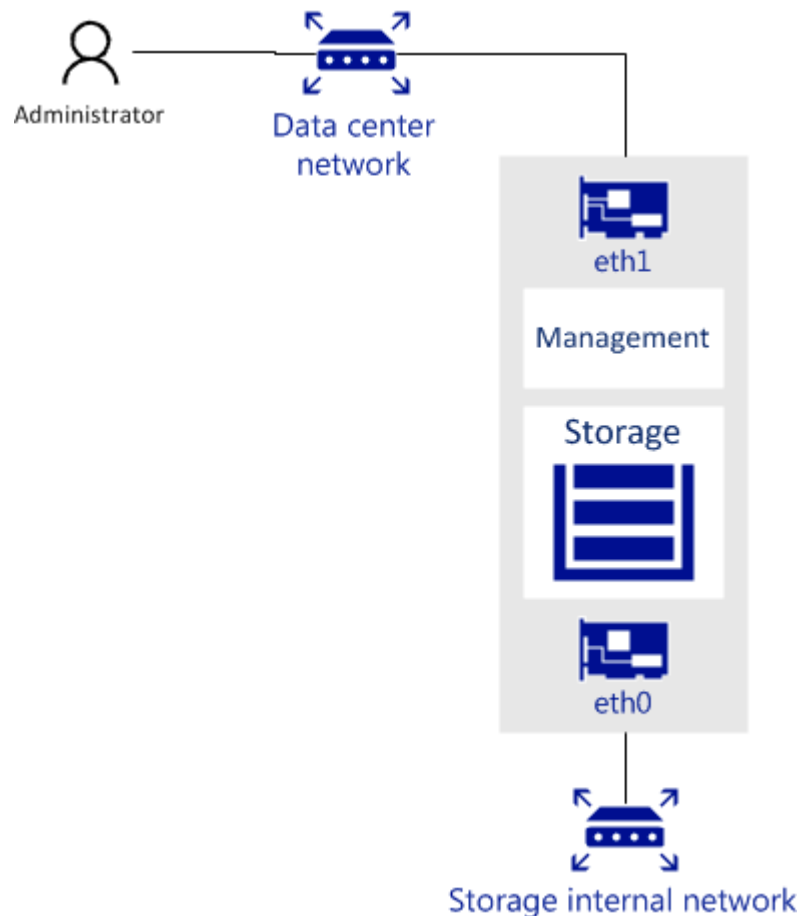 Administrator
Data center
network
eth1
Management
Storage
eth0
Storage internal network